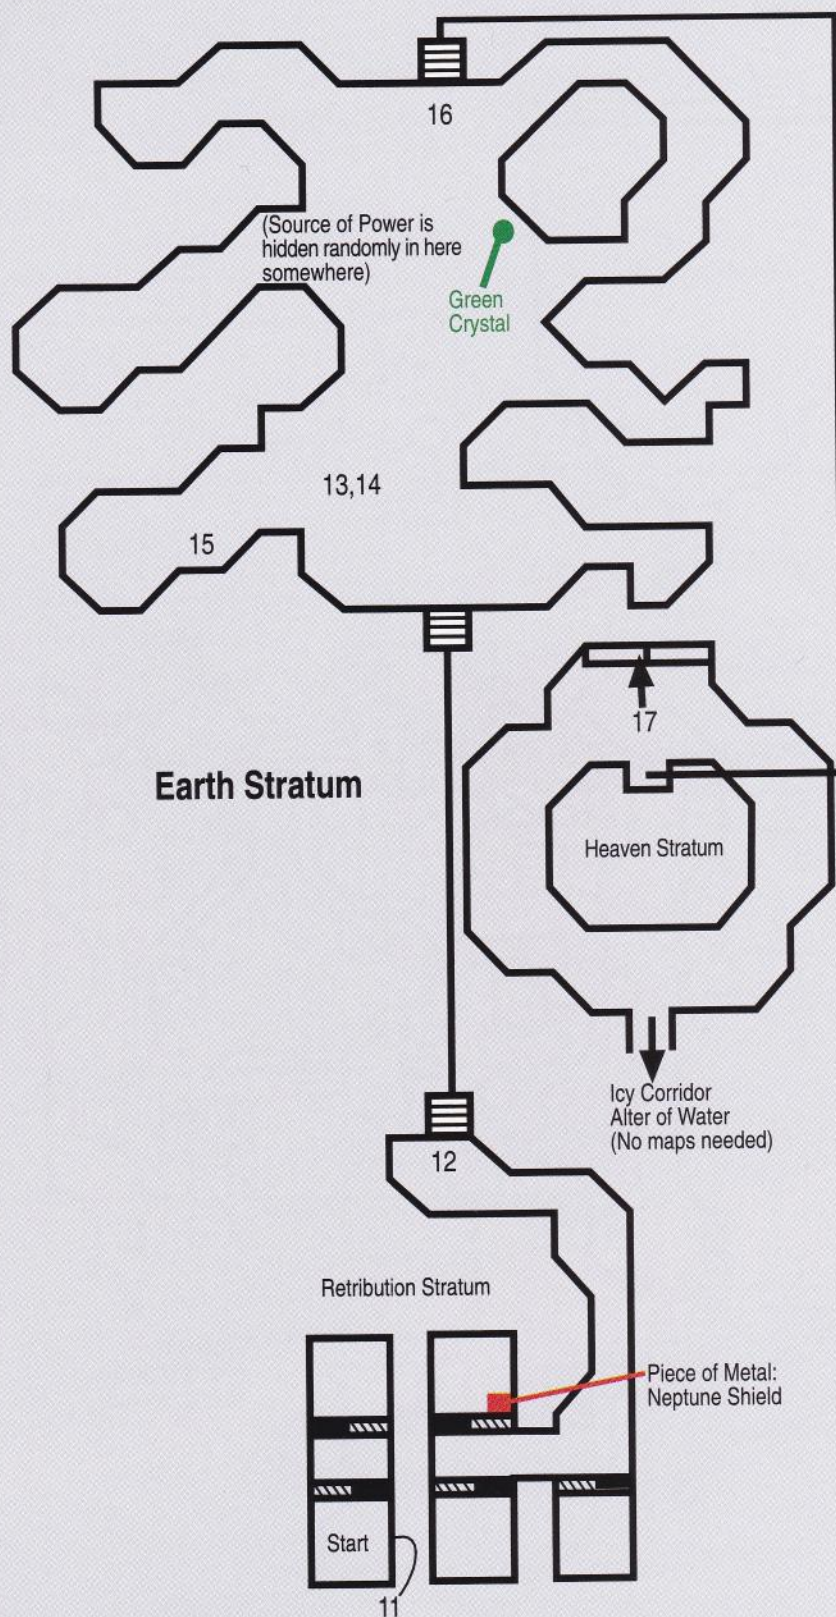 16
(Source of Power is
hidden randomly in here
somewhere)
Green
Crystal
13,14
15
17
Earth Stratum
Heaven Stratum
Icy Corridor
Alter of Water
(No maps needed)
12
Retribution Stratum
Piece of Metal:
Neptune Shield
Start
11